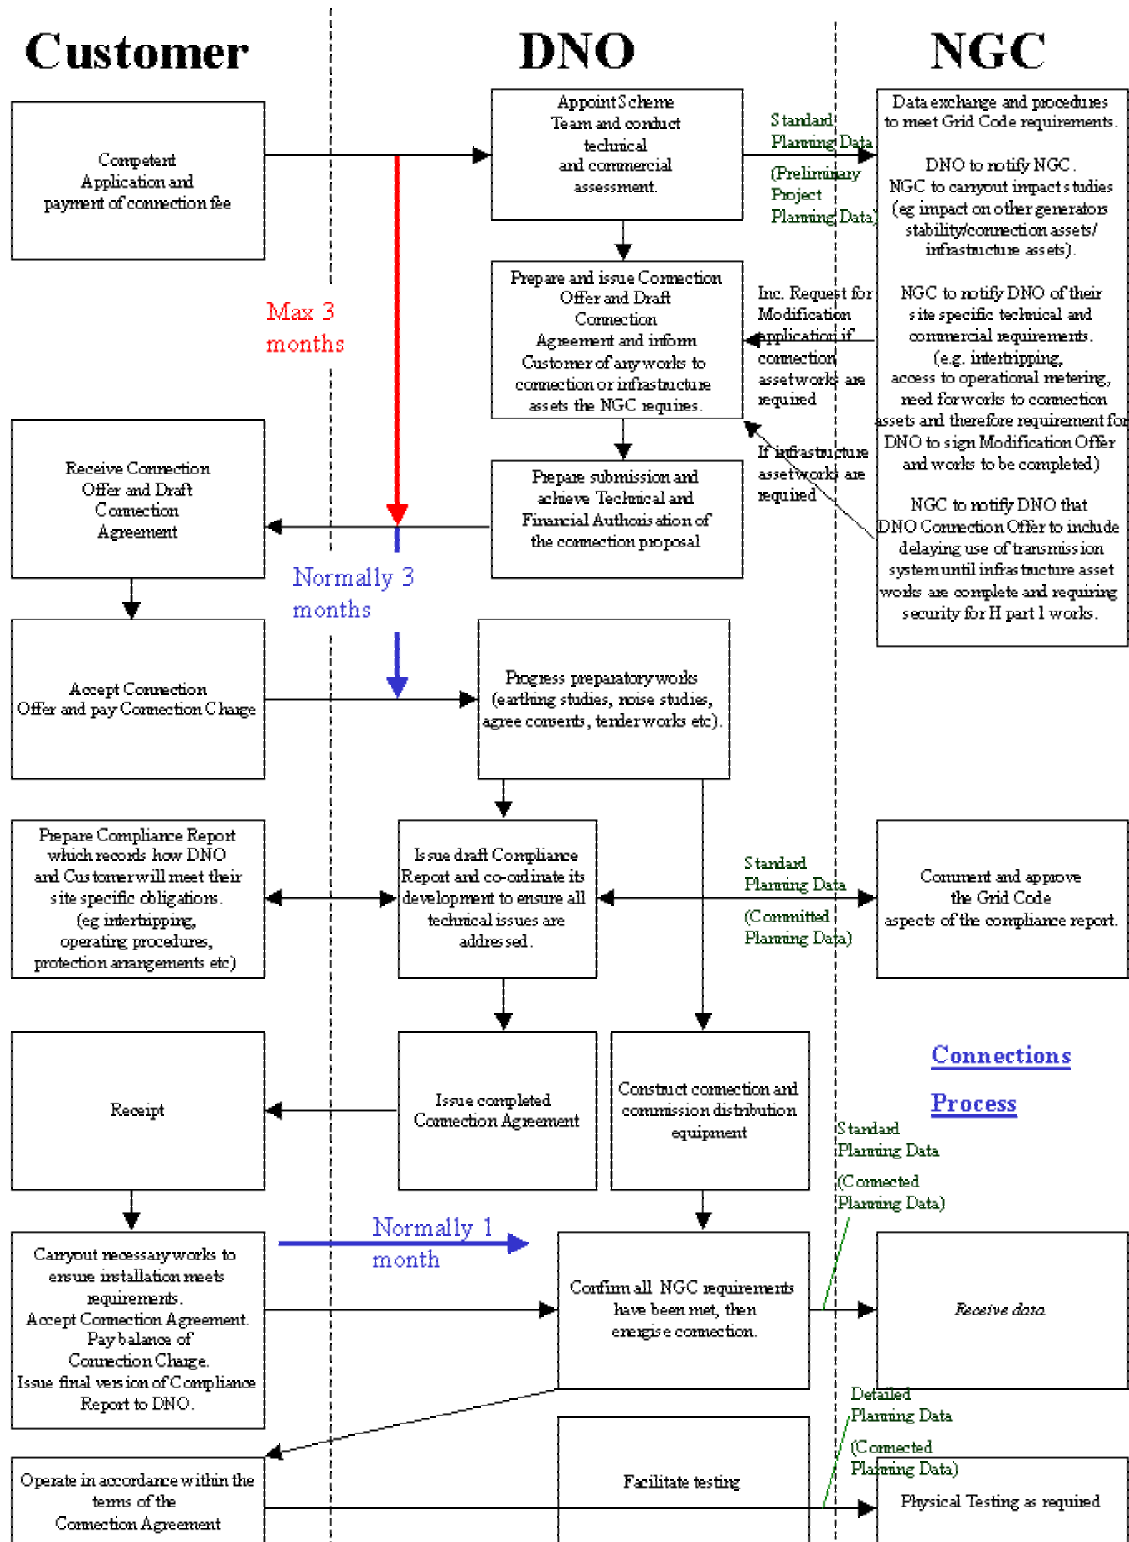 Customer
DNO
NGC
Competent
Application and
payment of connection fee
Appoint Scheme
Team and conduct
technical
and commercial
assessment.
Standard
Planning Data
(Preliminary
Project
Planning Data)
Data exchange and procedures
to meet Grid Code requirements.
DNO to notify NGC.
NGC to carryout impact studies
(eg impact on other generators
stability/connection assets/
infrastructure assets).
NGC to notify DNO of their
site specific technical and
commercial requirements.
(e.g. intertripping,
access to operational metering,
need for works to connection
assets and therefore requirement for
DNO to sign Modification Offer
and works to be completed)
NGC to notify DNO that
DNO Connection Offer to include
delaying use of transmission
system until infrastructure asset
works are complete and requiring
security for H part 1 works.
Max 3
months
Prepare and issue Connection
Offer and Draft
Connection
Agreement and inform
Customer of any works to
connection or infrastructure
assets the NGC requires.
Inc. Request for
Modification
application if
connection
asset works are
required
If infrastructure
asset works are
required
Receive Connection
Offer and Draft
Connection
Agreement
Prepare submission and
achieve Technical and
Financial Authorisation of
the connection proposal
Normally 3
months
Accept Connection
Offer and pay Connection Charge
Progress preparatory works
(earthing studies, noise studies,
agree consents, tender works etc).
Prepare Compliance Report
which records how DNO
and Customer will meet their
site specific obligations.
(eg intertripping,
operating procedures,
protection arrangements etc)
Issue draft Compliance
Report and co-ordinate its
development to ensure all
technical issues are
addressed.
Standard
Planning Data
(Committed
Planning Data)
Comment and approve
the Grid Code
aspects of the compliance report.
Receipt
Issue completed
Connection Agreement
Construct connection and
commission distribution
equipment
Connections
Process
Standard
Planning Data
(Connected
Planning Data)
Normally 1
month
Carryout necessary works to
ensure installation meets
requirements.
Accept Connection Agreement.
Pay balance of
Connection Charge.
Issue final version of Compliance
Report to DNO.
Confirm all NGC requirements
have been met, then
energise connection.
Receive data
Detailed
Planning Data
(Connected
Planning Data)
Operate in accordance within the
terms of the
Connection Agreement
Facilitate testing
Physical Testing as required